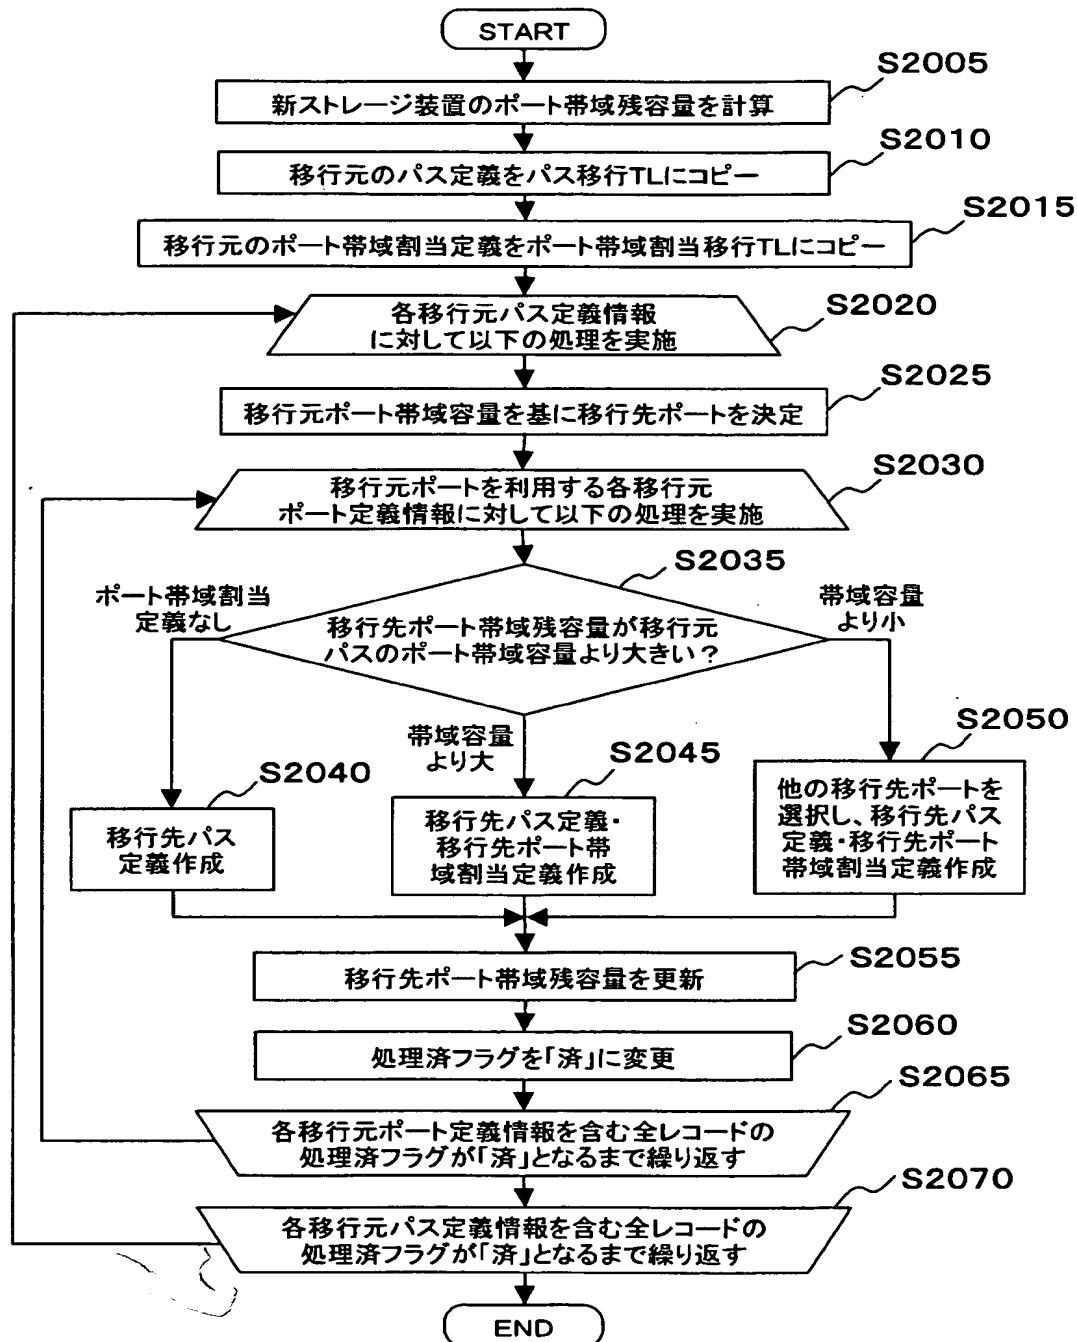 START
S2005
新ストレージ装置のポート帯域残容量を計算
S2010
移行元のパス定義をパス移行TLにコピー
S2015
移行元のポート帯域割当定義をポート帯域割当移行TLにコピー
S2020
各移行元パス定義情報
に対して以下の処理を実施
S2025
移行元ポート帯域容量を基に移行先ポートを決定
S2030
移行元ポートを利用する各移行元
ポート定義情報に対して以下の処理を実施
S2035
ポート帯域割当
定義なし
移行先ポート帯域残容量が移行元
パスのポート帯域容量より大きい？
帯域容量
より小
帯域容量
より大
S2040
移行先パス
定義作成
S2045
移行先パス定義・
移行先ポート帯
域割当定義作成
S2050
他の移行先ポートを
選択し、移行先パス
定義・移行先ポート
帯域割当定義作成
S2055
移行先ポート帯域残容量を更新
S2060
処理済フラグを「済」に変更
S2065
各移行元ポート定義情報を含む全レコードの
処理済フラグが「済」となるまで繰り返す
S2070
各移行元パス定義情報を含む全レコードの
処理済フラグが「済」となるまで繰り返す
END